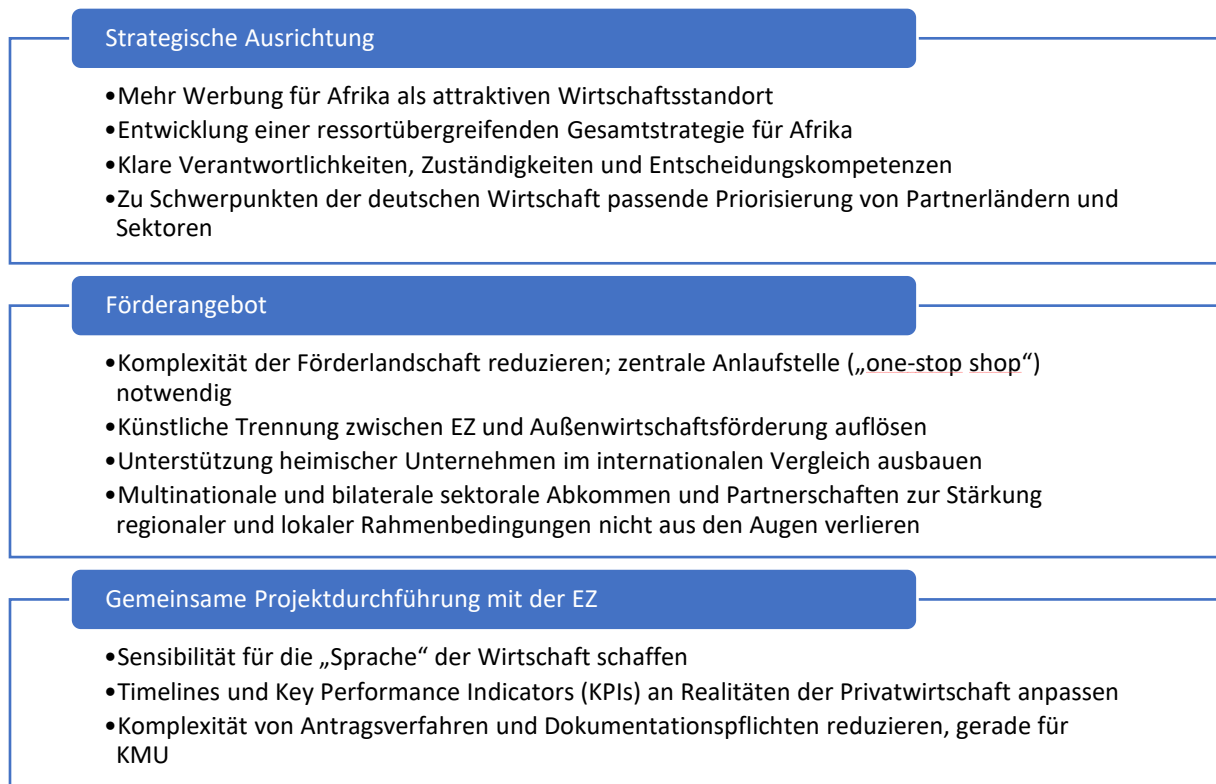 Strategische Ausrichtung
•Mehr Werbung für Afrika als attraktiven Wirtschaftsstandort
•Entwicklung einer ressortübergreifenden Gesamtstrategie für Afrika
•Klare Verantwortlichkeiten, Zuständigkeiten und Entscheidungskompetenzen
•Zu Schwerpunkten der deutschen Wirtschaft passende Priorisierung von Partnerländern und
Sektoren
Förderangebot
•Komplexität der Förderlandschaft reduzieren; zentrale Anlaufstelle („one-stop shop“)
notwendig
•Künstliche Trennung zwischen EZ und Außenwirtschaftsförderung auflösen
•Unterstützung heimischer Unternehmen im internationalen Vergleich ausbauen
•Multinationale und bilaterale sektorale Abkommen und Partnerschaften zur Stärkung
regionaler und lokaler Rahmenbedingungen nicht aus den Augen verlieren
Gemeinsame Projektdurchführung mit der EZ
•Sensibilität für die „Sprache“ der Wirtschaft schaffen
•Timelines und Key Performance Indicators (KPIs) an Realitäten der Privatwirtschaft anpassen
•Komplexität von Antragsverfahren und Dokumentationspflichten reduzieren, gerade für
KMU